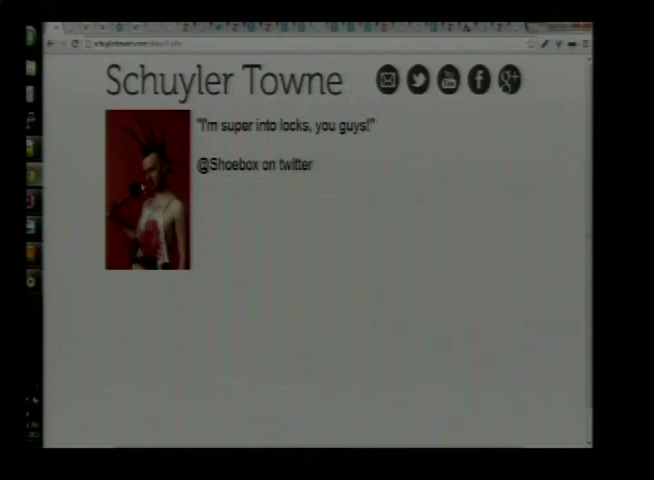 Schuyler Towne
"I'm super into locks, you guys!"
@Shoebox on twitter